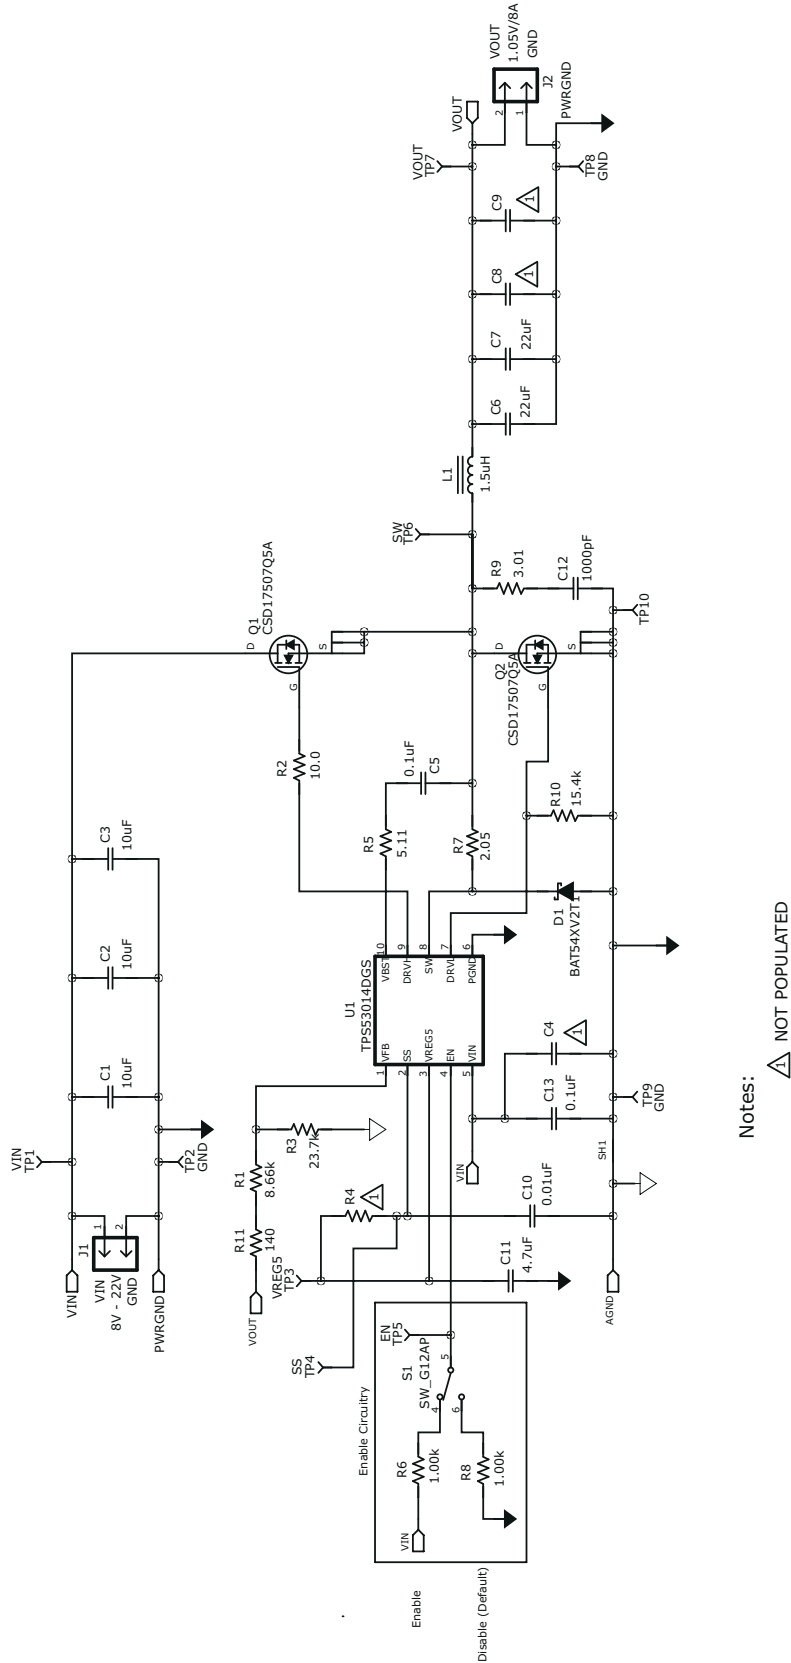 VIN
TP1
VIN
J1
1
2
VIN
8V - 22V
GND
PWRGND
TP2
GND
C1
10uF
C2
10uF
C3
10uF
D
Q1
CSD17507Q5A
S
G
R2
10.0
VOUT
R11
140
R1
8.66k
R3
23.7k
U1
TPS53014DGS
1
VFB
2
SS
3
VREG5
4
EN
5
VIN
10
VBST
9
DRVH
8
SW
7
DRVL
6
PGND
R5
5.11
0.1uF
C5
R7
2.05
SW
TP6
L1
1.5uH
C6
22uF
C7
22uF
C8
1
C9
1
VOUT
TP7
VOUT
VOUT
1.05V/8A
GND
2
1
J2
PWRGND
TP8
GND
D
Q2
CSD17507Q5A
S
G
R9
3.01
C12
1000pF
TP10
R10
15.4k
D1
BAT54XV2T1
VREG5
TP3
SS
TP4
R4
1
VIN
C13
0.1uF
C4
1
C10
0.01uF
C11
4.7uF
SH1
TP9
GND
AGND
Enable Circuitry
EN
TP5
S1
SW_G12AP
5
4
6
R6
1.00k
R8
1.00k
VIN
Enable
Disable (Default)
Notes:
1 NOT POPULATED